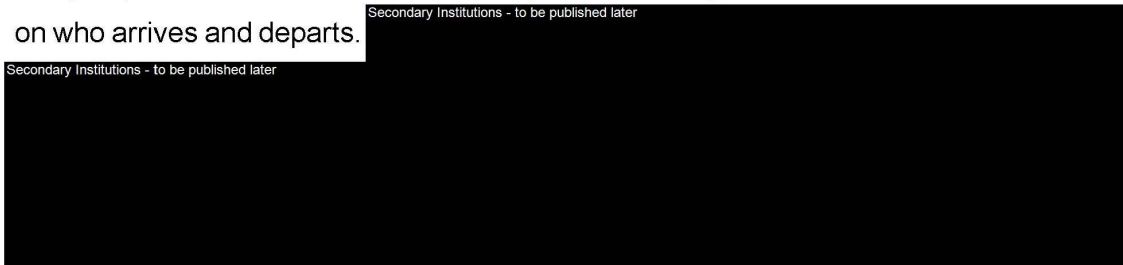 Secondary Institutions - to be published later
on who arrives and departs.
Secondary Institutions - to be published later